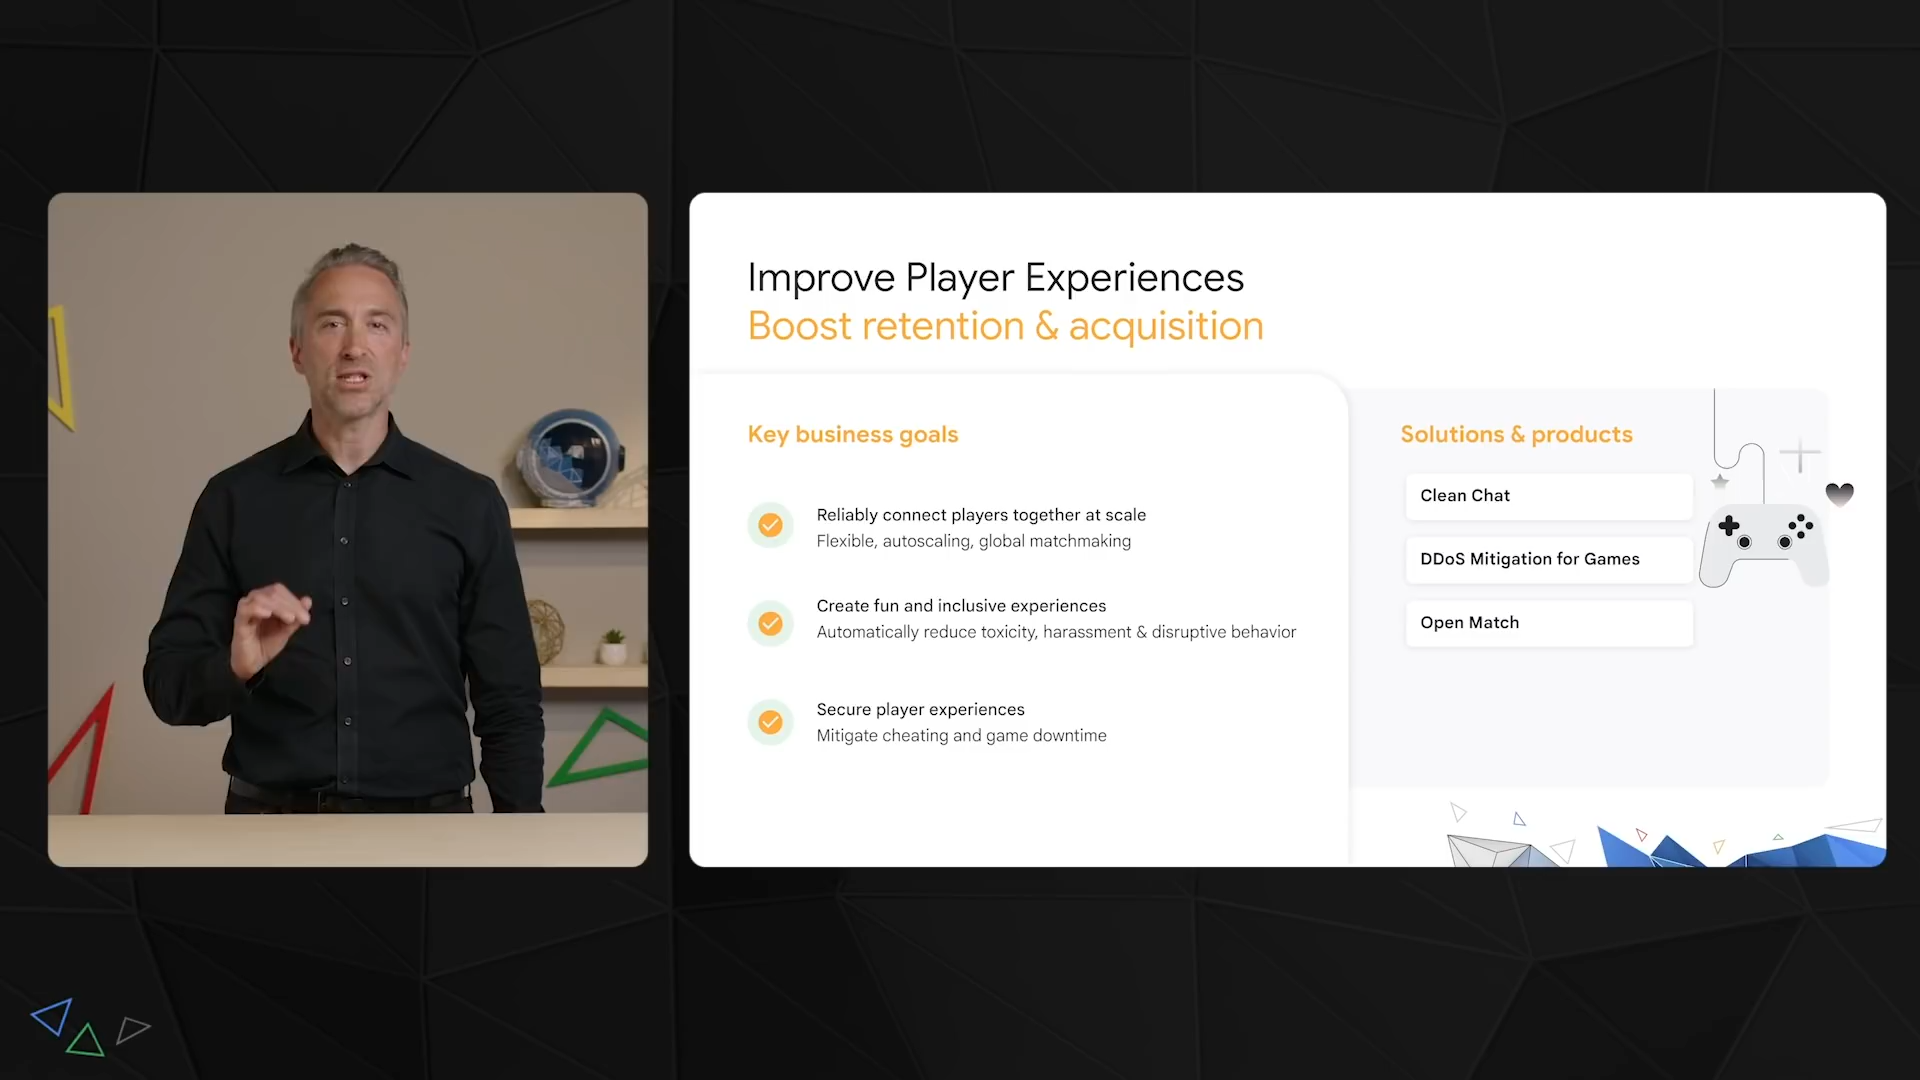 Improve Player Experiences
Boost retention & acquisition
Key business goals
Reliably connect players together at scale
Flexible, autoscaling, global matchmaking
Create fun and inclusive experiences
Automatically reduce toxicity, harassment & disruptive behavior
Secure player experiences
Mitigate cheating and game downtime
Solutions & products
Clean Chat
DDoS Mitigation for Games
Open Match